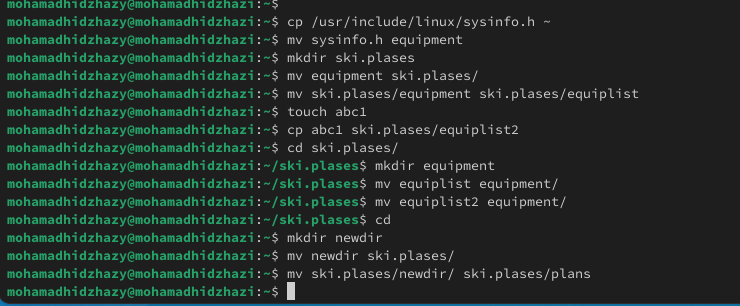 mohamadhidzhazy@mohamadhidzhazi:~$
mohamadhidzhazy@mohamadhidzhazi:~$ cp /usr/include/linux/sysinfo.h ~
mohamadhidzhazy@mohamadhidzhazi:~$ mv sysinfo.h equipment
mohamadhidzhazy@mohamadhidzhazi:~$ mkdir ski.plases
mohamadhidzhazy@mohamadhidzhazi:~$ mv equipment ski.plases/
mohamadhidzhazy@mohamadhidzhazi:~$ mv ski.plases/equipment ski.plases/equiplist
mohamadhidzhazy@mohamadhidzhazi:~$ touch abc1
mohamadhidzhazy@mohamadhidzhazi:~$ cp abc1 ski.plases/equiplist2
mohamadhidzhazy@mohamadhidzhazi:~$ cd ski.plases/
mohamadhidzhazy@mohamadhidzhazi:~/ski.plases$ mkdir equipment
mohamadhidzhazy@mohamadhidzhazi:~/ski.plases$ mv equiplist equipment/
mohamadhidzhazy@mohamadhidzhazi:~/ski.plases$ mv equiplist2 equipment/
mohamadhidzhazy@mohamadhidzhazi:~/ski.plases$ cd
mohamadhidzhazy@mohamadhidzhazi:~$ mkdir newdir
mohamadhidzhazy@mohamadhidzhazi:~$ mv newdir ski.plases/
mohamadhidzhazy@mohamadhidzhazi:~$ mv ski.plases/newdir/ ski.plases/plans
mohamadhidzhazy@mohamadhidzhazi:~$